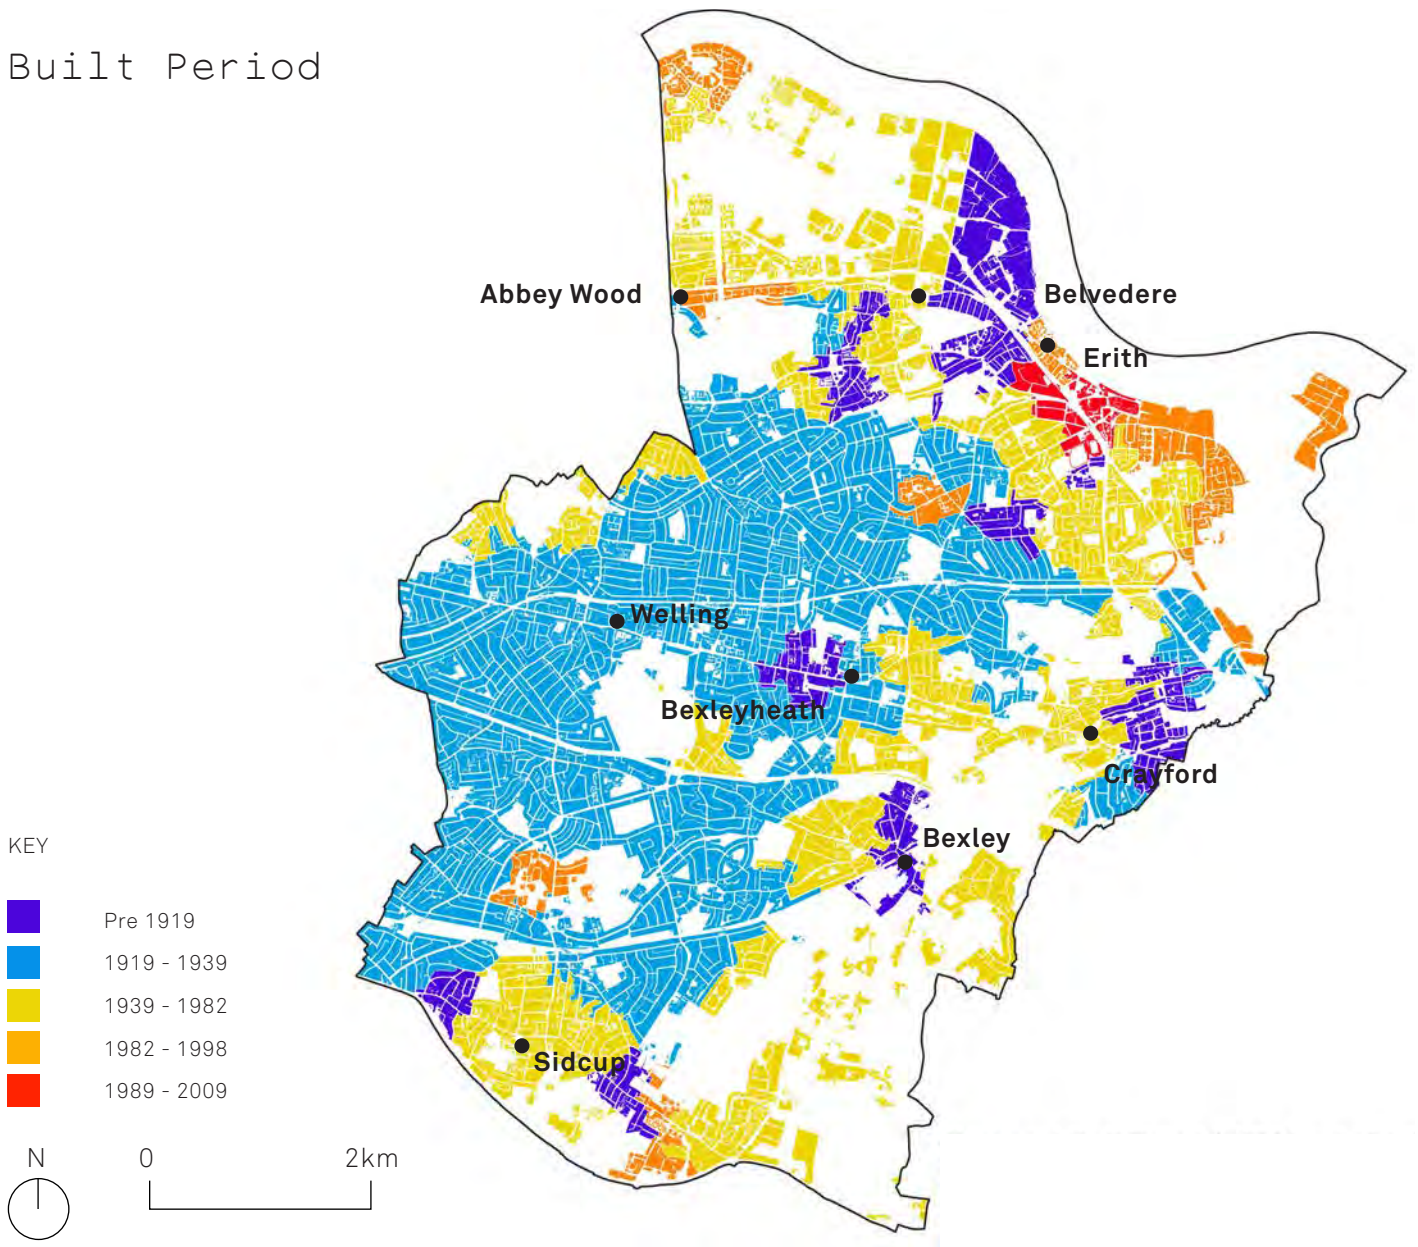 Built Period
Abbey Wood
Belvedere
Erith
Welling
Bexleyheath
Crayford
Bexley
Sidcup
KEY
Pre 1919
1919 - 1939
1939 - 1982
1982 - 1998
1989 - 2009
N
0
2km